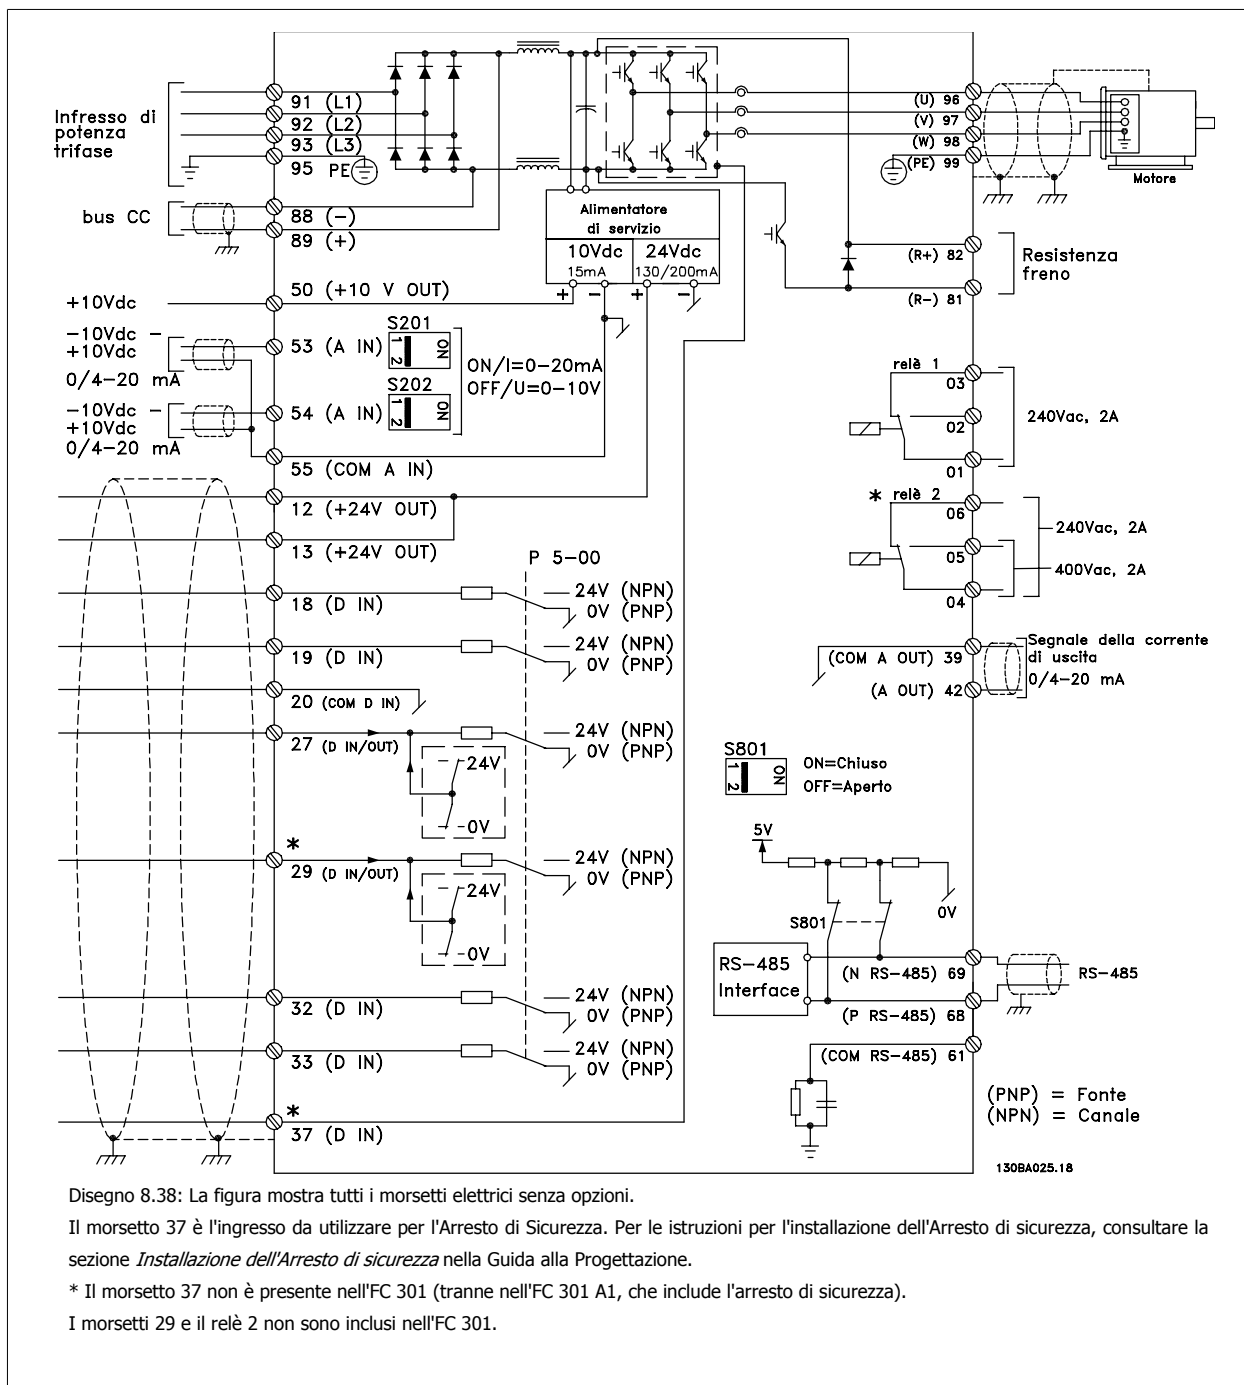 Infresso di
potenza
trifase
91 (L1)
92 (L2)
93 (L3)
95 PE
bus CC
88 (-)
89 (+)
+10Vdc
50 (+10 V OUT)
-10Vdc -
+10Vdc
0/4-20 mA
53 (A IN)
S201
1 2 ON
-10Vdc -
+10Vdc
0/4-20 mA
54 (A IN)
S202
1 2 ON
ON/I=0-20mA
OFF/U=0-10V
55 (COM A IN)
Alimentatore
di servizio
10Vdc
15mA
24Vdc
130/200mA
+ - + -
(U) 96
(V) 97
(W) 98
(PE) 99
Motore
(R+) 82
(R-) 81
Resistenza
freno
relè 1
03
02
01
240Vac, 2A
* relè 2
06
05
04
240Vac, 2A
400Vac, 2A
12 (+24V OUT)
13 (+24V OUT)
P 5-00
18 (D IN)
24V (NPN)
0V (PNP)
19 (D IN)
24V (NPN)
0V (PNP)
20 (COM D IN)
27 (D IN/OUT)
24V (NPN)
0V (PNP)
24V
0V
*
29 (D IN/OUT)
24V (NPN)
0V (PNP)
24V
0V
32 (D IN)
24V (NPN)
0V (PNP)
33 (D IN)
24V (NPN)
0V (PNP)
*
37 (D IN)
(COM A OUT) 39
(A OUT) 42
Segnale della corrente
di uscita
0/4-20 mA
S801
1 2 ON
ON=Chiuso
OFF=Aperto
5V
S801
0V
RS-485
Interface
(N RS-485) 69
(P RS-485) 68
RS-485
(COM RS-485) 61
(PNP) = Fonte
(NPN) = Canale
130BA025.18
Disegno 8.38: La figura mostra tutti i morsetti elettrici senza opzioni.
Il morsetto 37 è l'ingresso da utilizzare per l'Arresto di Sicurezza. Per le istruzioni per l'installazione dell'Arresto di sicurezza, consultare la
sezione Installazione dell'Arresto di sicurezza nella Guida alla Progettazione.
* Il morsetto 37 non è presente nell'FC 301 (tranne nell'FC 301 A1, che include l'arresto di sicurezza).
I morsetti 29 e il relè 2 non sono inclusi nell'FC 301.